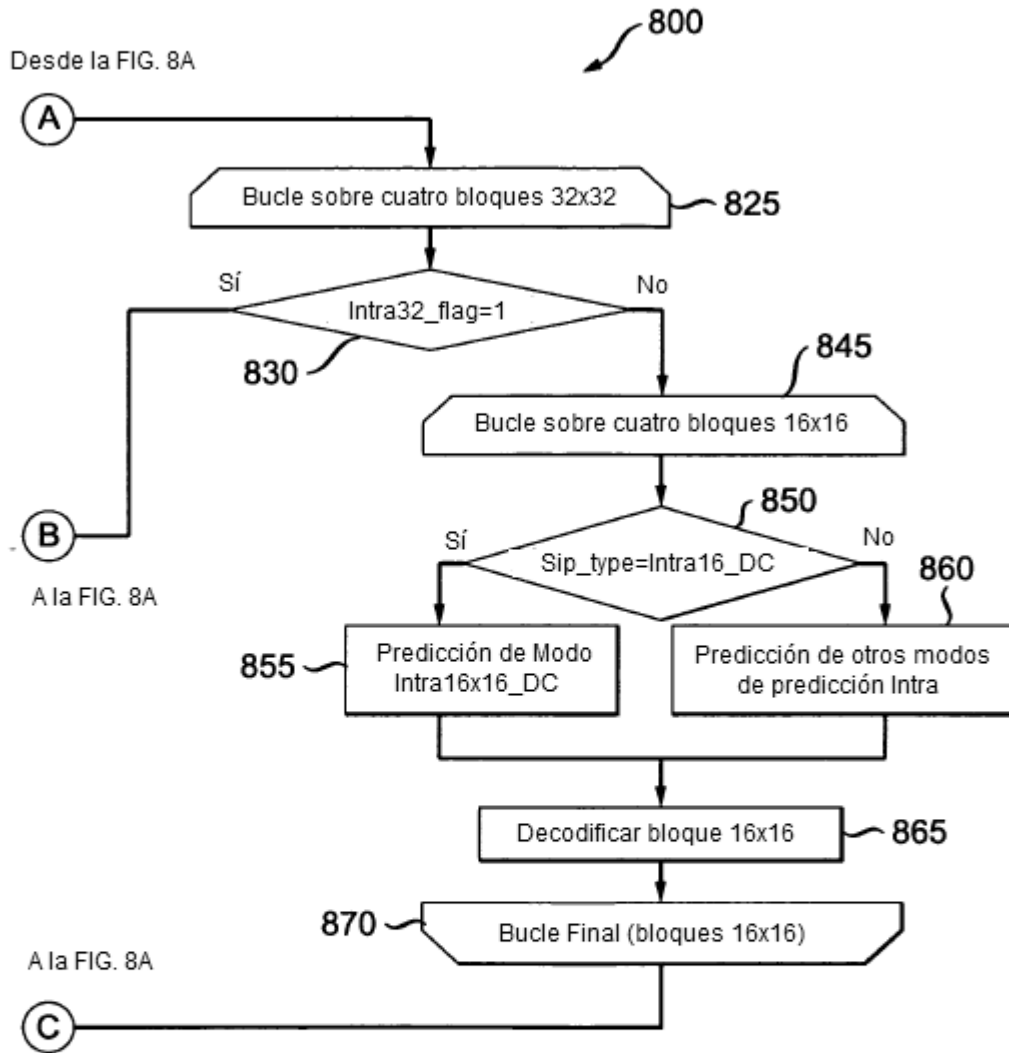 800
Desde la FIG. 8A
A
Bucle sobre cuatro bloques 32x32
825
Sí
No
Intra32_flag=1
830
845
Bucle sobre cuatro bloques 16x16
B
A la FIG. 8A
850
Sí
No
Sip_type=Intra16_DC
860
855
Predicción de Modo
Intra16x16_DC
Predicción de otros modos
de predicción Intra
Decodificar bloque 16x16
865
870
Bucle Final (bloques 16x16)
A la FIG. 8A
C